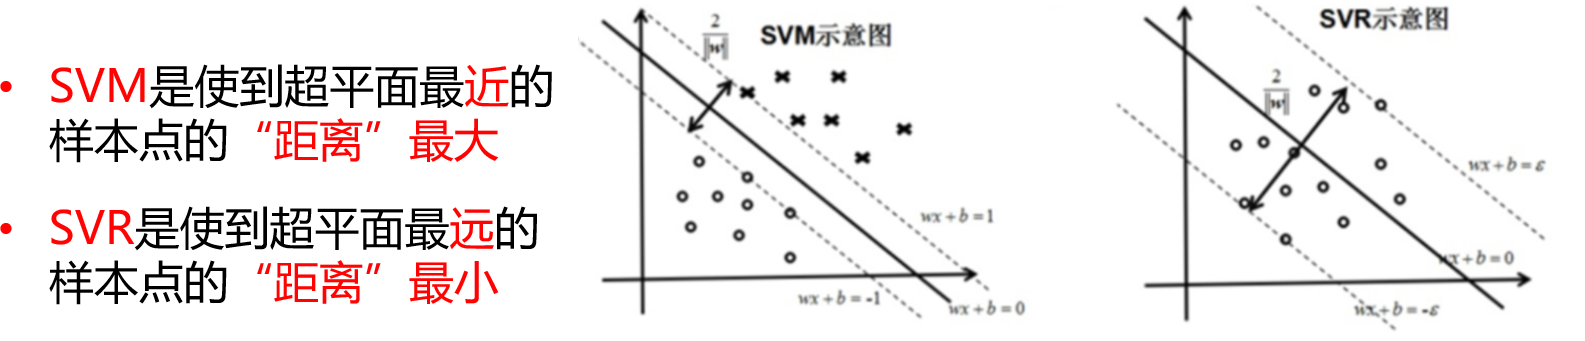 • SVM是使到超平面最近的
样本点的“距离”最大
• SVR是使到超平面最远的
样本点的“距离”最小
SVM示意图
2
||w||
wx+b=1
wx+b=-1
wx+b=0
SVR示意图
2
||w||
wx+b=ε
wx+b=0
wx+b=-ε